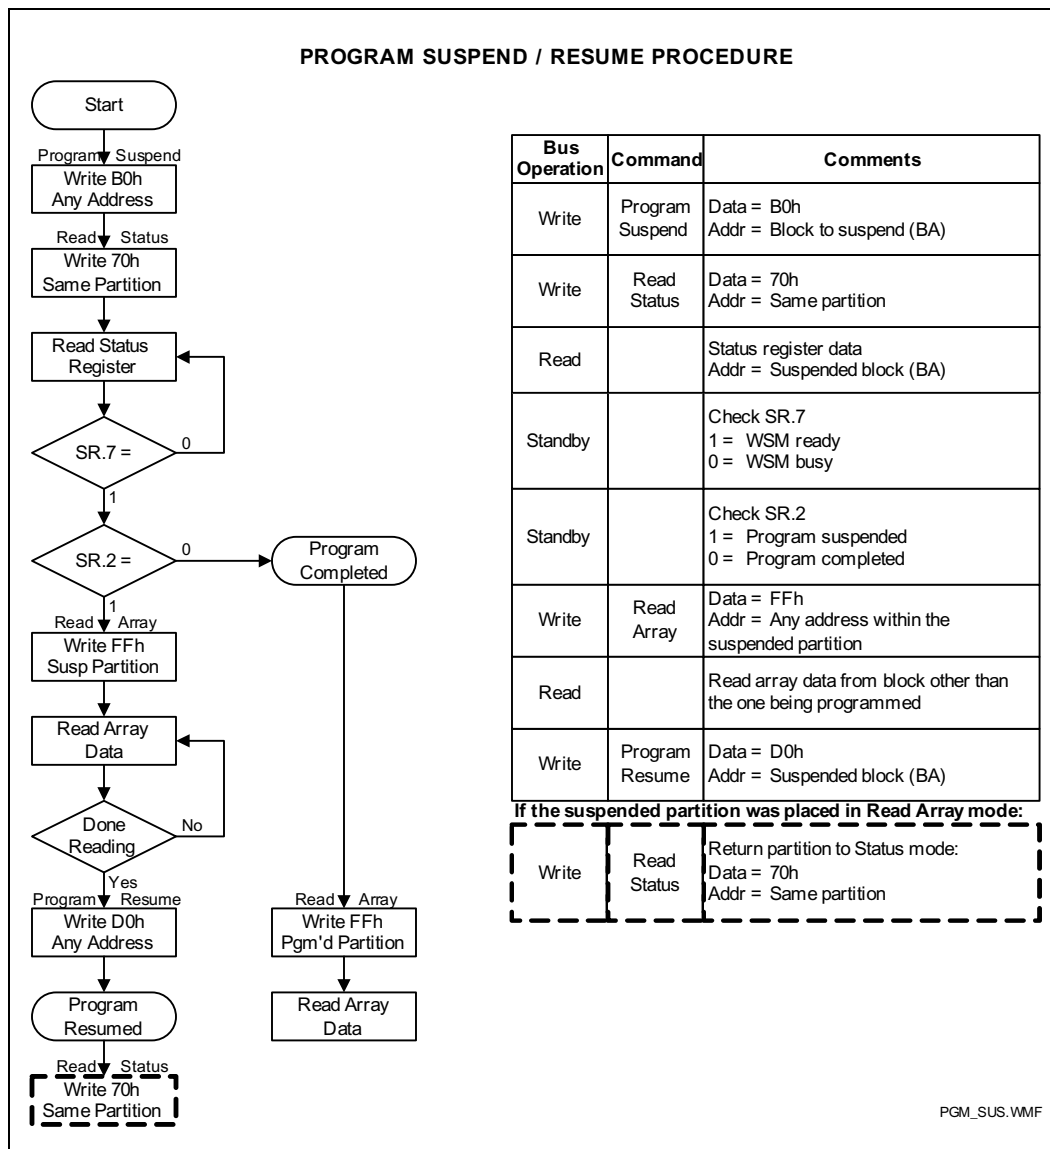 PROGRAM SUSPEND / RESUME PROCEDURE
Start
Program Suspend
Write B0h
Any Address
Read Status
Write 70h
Same Partition
Read Status
Register
SR.7 =
0
1
SR.2 =
0
1
Program
Completed
Read Array
Write FFh
Susp Partition
Read Array
Data
Done
Reading
No
Yes
Program Resume
Write D0h
Any Address
Program
Resumed
Read Status
Write 70h
Same Partition
Read Array
Write FFh
Pgm'd Partition
Read Array
Data
Bus
Operation
Command
Comments
Write
Program
Suspend
Data = B0h
Addr = Block to suspend (BA)
Write
Read
Status
Data = 70h
Addr = Same partition
Read
Status register data
Addr = Suspended block (BA)
Standby
Check SR.7
1 = WSM ready
0 = WSM busy
Standby
Check SR.2
1 = Program suspended
0 = Program completed
Write
Read
Array
Data = FFh
Addr = Any address within the
suspended partition
Read
Read array data from block other than
the one being programmed
Write
Program
Resume
Data = D0h
Addr = Suspended block (BA)
If the suspended partition was placed in Read Array mode:
Write
Read
Status
Return partition to Status mode:
Data = 70h
Addr = Same partition
PGM_SUS.WMF